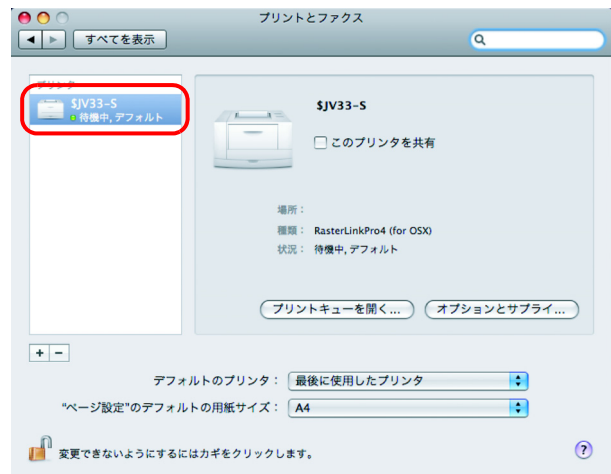 プリントとファクス
すべてを表示
プリンタ
$JV33-S
待機中, デフォルト
$JV33-S
このプリンタを共有
場所：
種類： RasterLinkPro4 (for OSX)
状況： 待機中, デフォルト
プリントキューを開く...
オプションとサプライ...
+ −
デフォルトのプリンタ： 最後に使用したプリンタ
“ページ設定”のデフォルトの用紙サイズ： A4
変更できないようにするにはカギをクリックします。
?